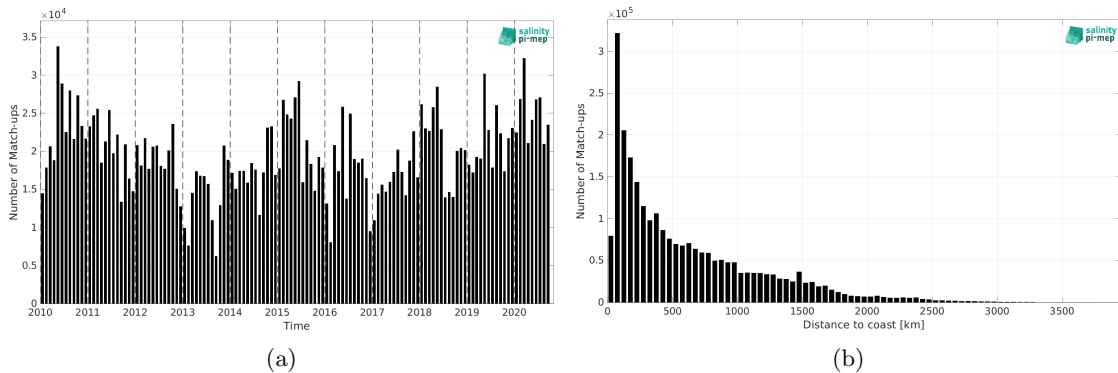 ×10⁴
3.5
3
2.5
2
1.5
1
0.5
0
Number of Match-ups
2010 2011 2012 2013 2014 2015 2016 2017 2018 2019 2020
Time
salinity
pi-mep
(a)
×10⁵
3
2.5
2
1.5
1
0.5
0
Number of Match-ups
0 500 1000 1500 2000 2500 3000 3500
Distance to coast [km]
salinity
pi-mep
(b)